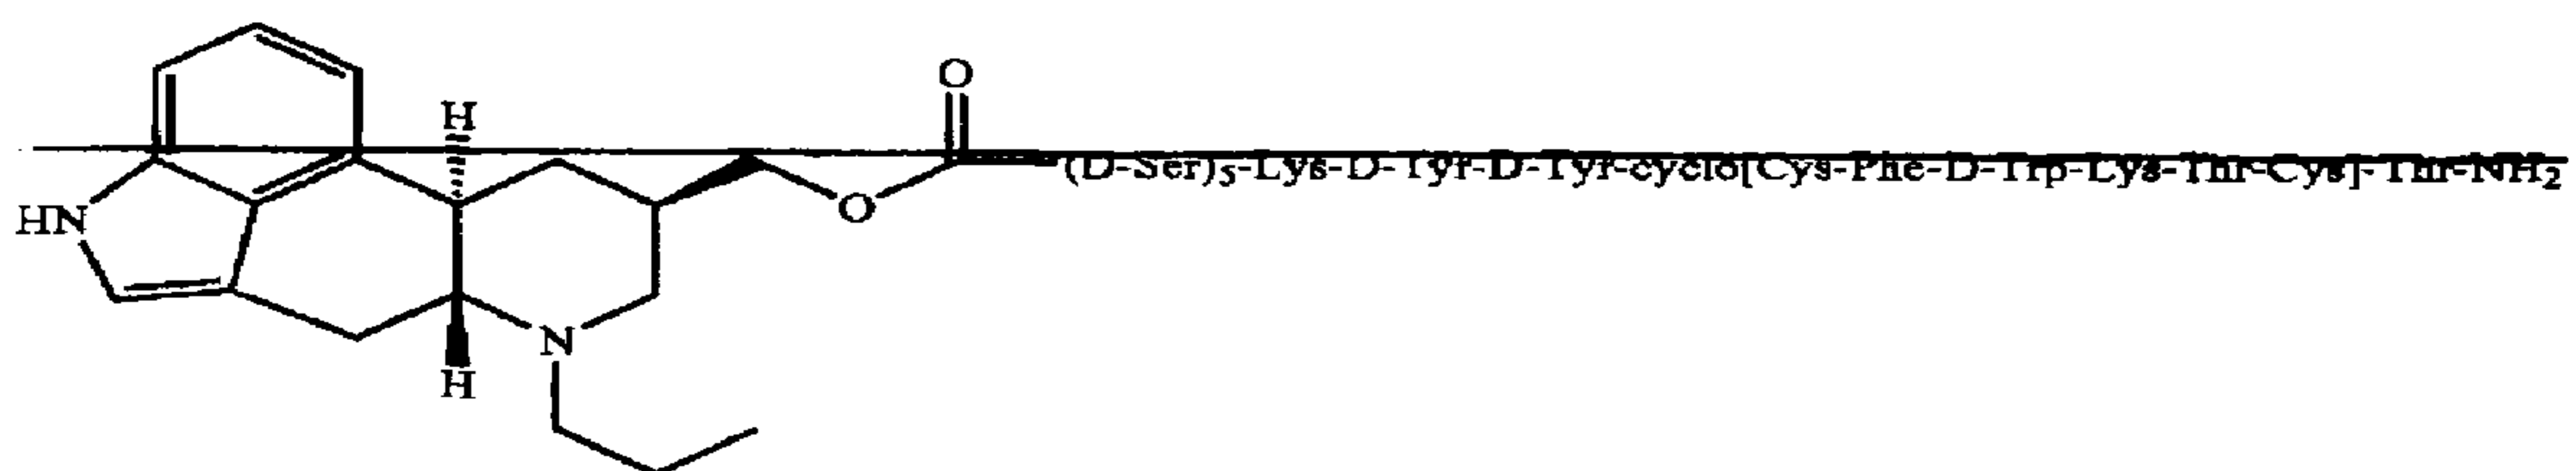 O
H
(D-Ser)5-Lys-D-Tyr-D-Tyr-cyclo[Cys-Phe-D-Trp-Lys-Thr-Cys]-Thr-NH2
HN
O
N
H